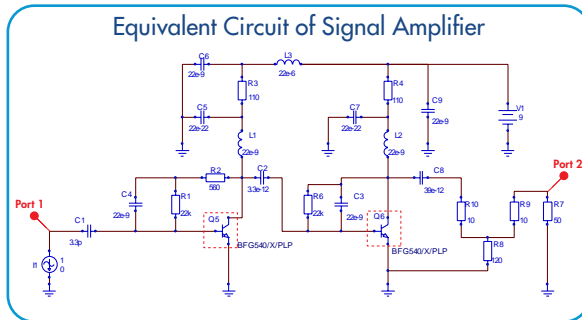 Equivalent Circuit of Signal Amplifier
C6
22e-9
L3
22e-6
R3
110
R4
110
C5
22e-22
C7
22e-22
C9
22e-9
V1
9
L1
22e-9
L2
22e-9
Port 2
R2
560
C2
3.3e-12
C8
39e-12
Port 1
C4
22e-9
R1
22k
R6
22k
C3
22e-9
R10
10
R9
10
R7
50
C1
3.3p
Q5
BFG540/X/PLP
Q6
BFG540/X/PLP
R8
120
I1
1
0